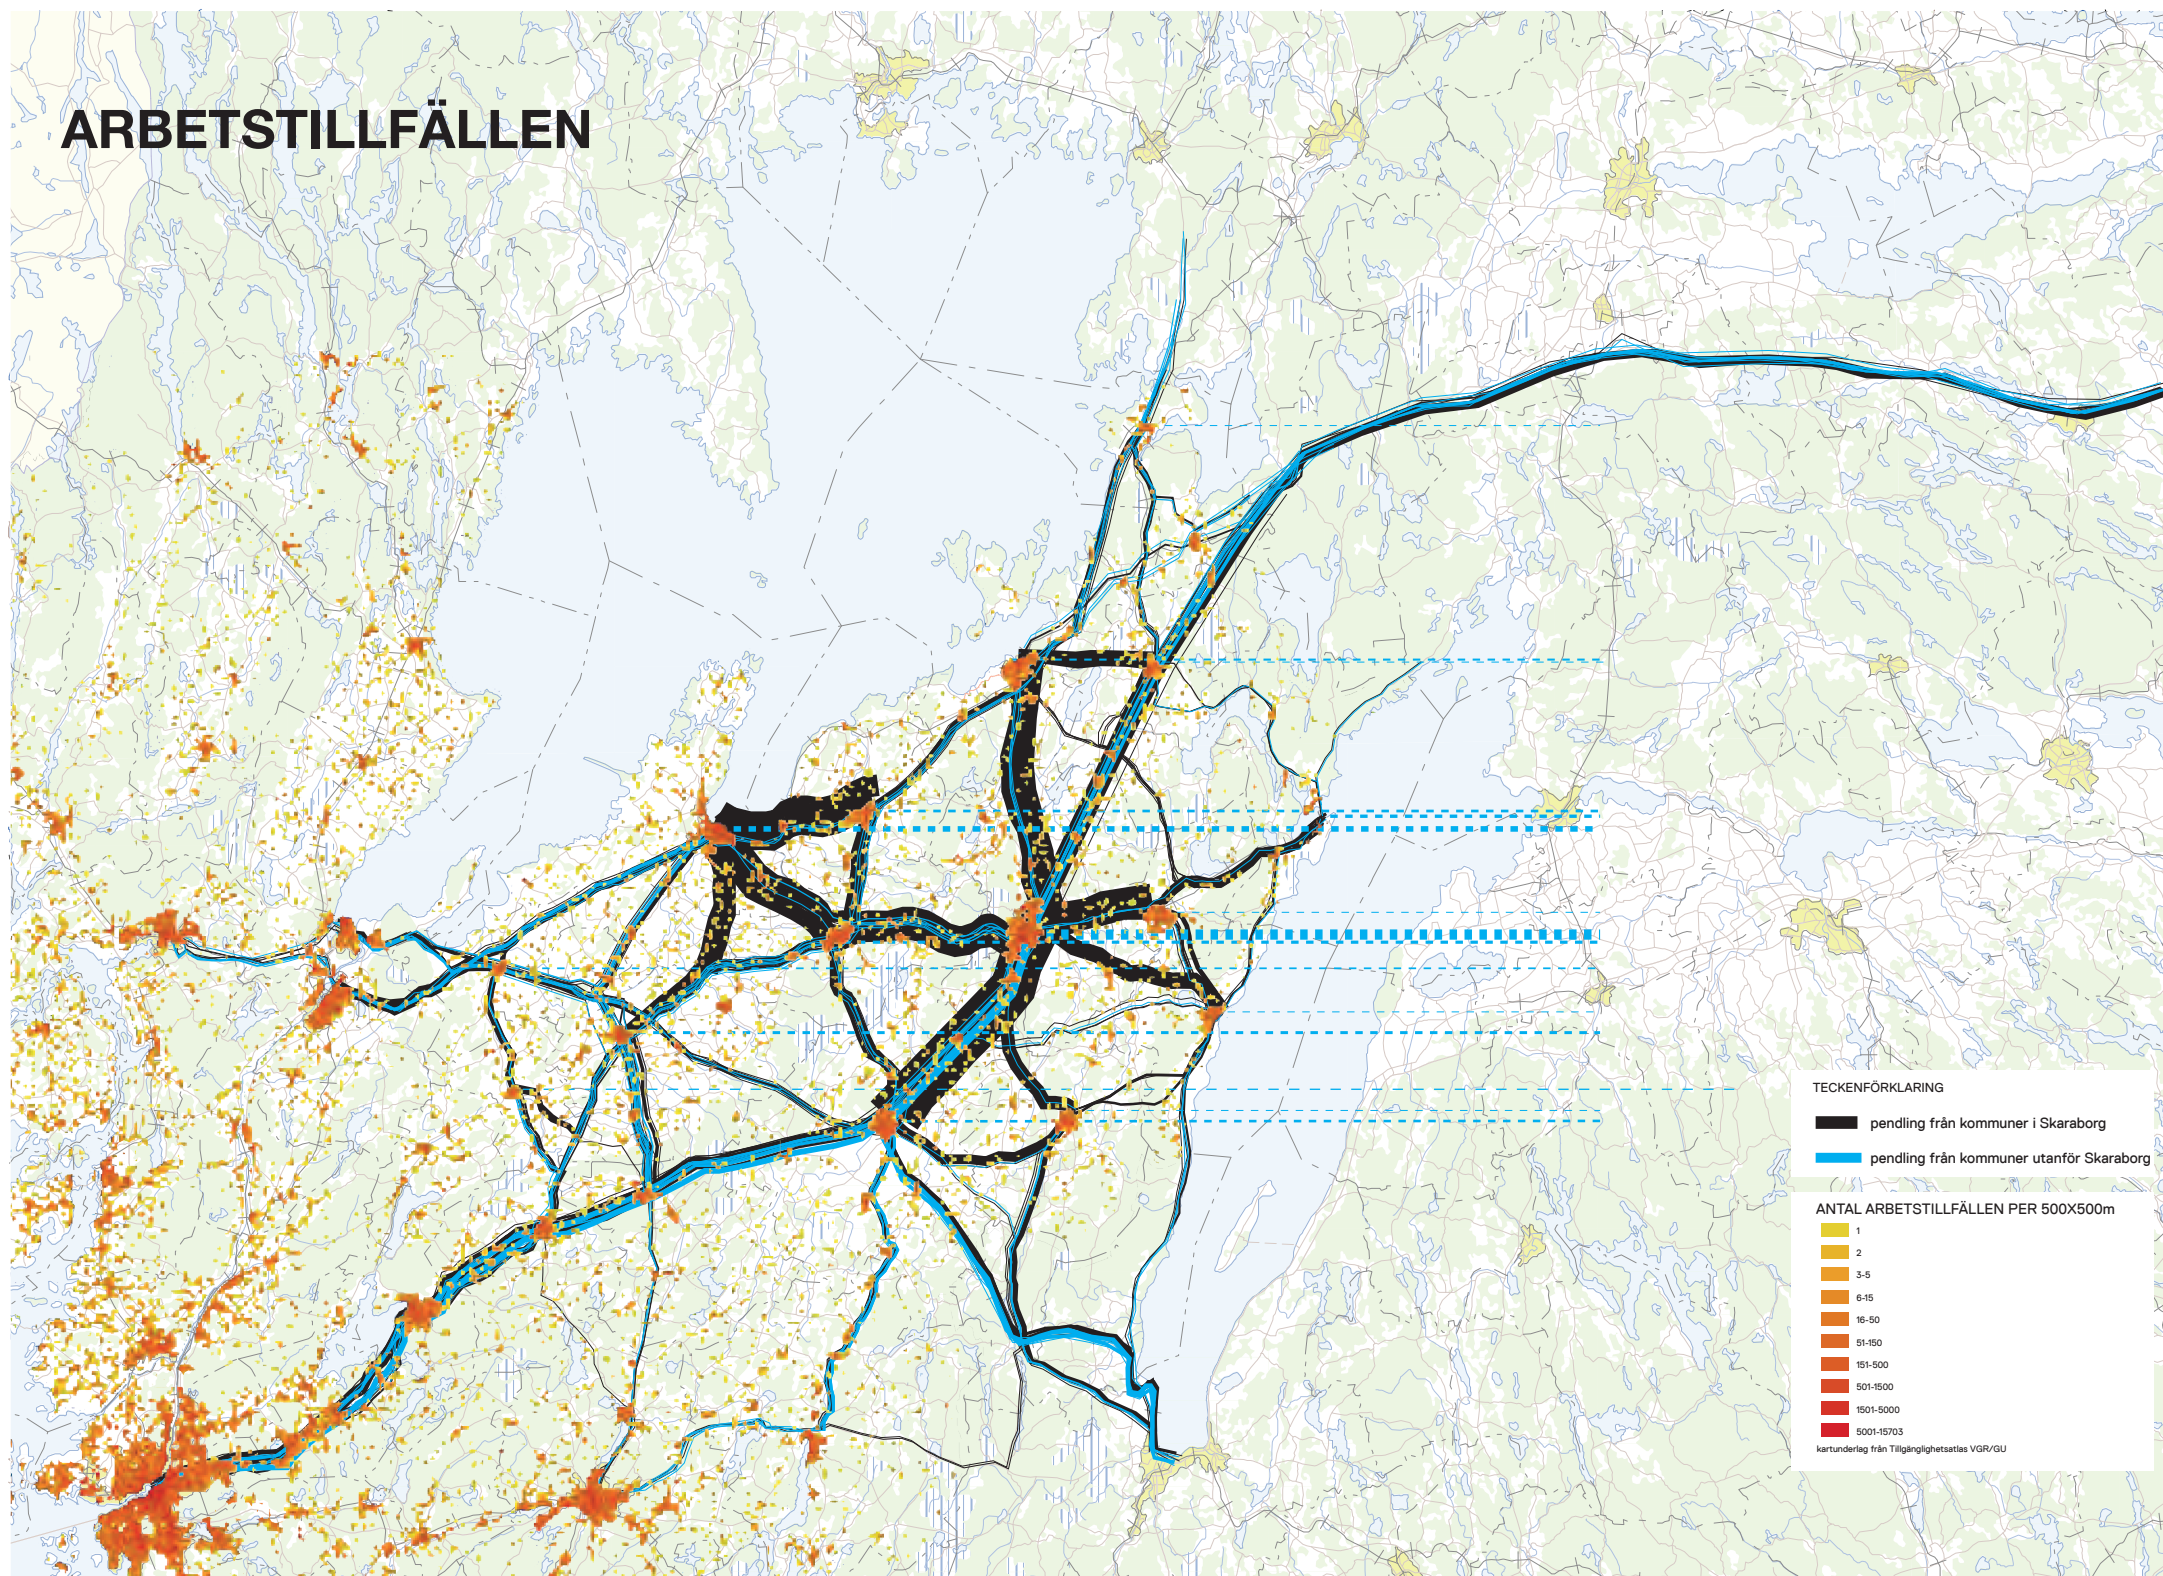 ARBETSTILLFÄLLEN
TECKENFÖRKLARING
pendling från kommuner i Skaraborg
pendling från kommuner utanför Skaraborg
ANTAL ARBETSTILLFÄLLEN PER 500X500m
1
2
3-5
6-15
16-50
51-150
151-500
501-1500
1501-5000
5001-15703
kartunderlag från Tillgänglighetsatlas VGR/GU